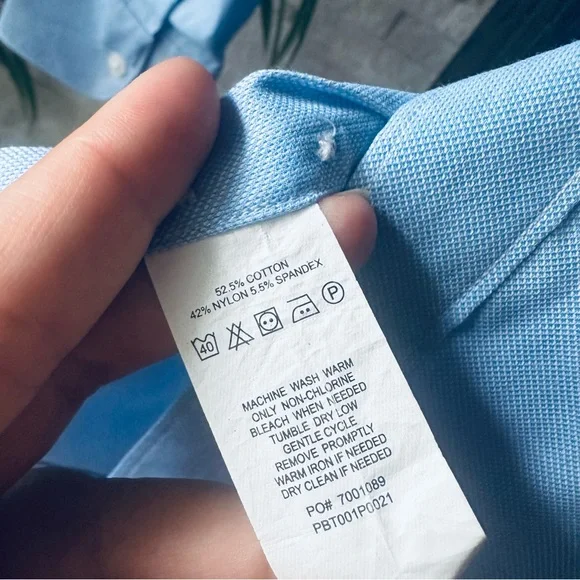 52.5% COTTON
42% NYLON 5.5% SPANDEX
40 P
MACHINE WASH WARM
ONLY NON-CHLORINE
BLEACH WHEN NEEDED
TUMBLE DRY LOW
GENTLE CYCLE
REMOVE PROMPTLY
WARM IRON IF NEEDED
DRY CLEAN IF NEEDED
PO# 7001089
PBT001P0021